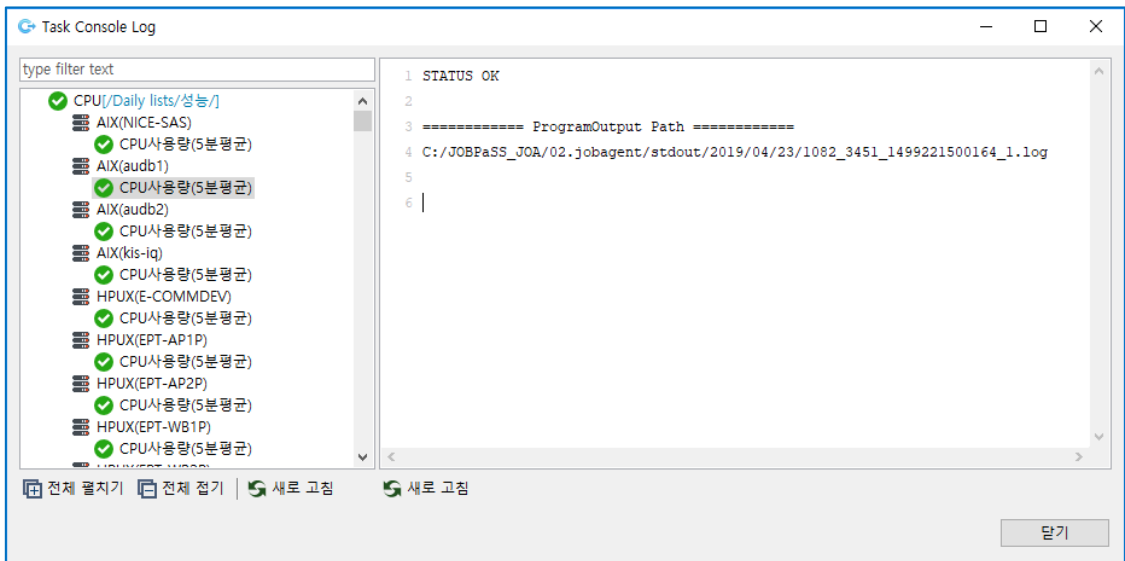 Task Console Log
type filter text
CPU[/Daily lists/성능/]
AIX(NICE-SAS)
CPU사용량(5분평균)
AIX(audb1)
CPU사용량(5분평균)
AIX(audb2)
CPU사용량(5분평균)
AIX(kis-iq)
CPU사용량(5분평균)
HPUX(E-COMMDEV)
CPU사용량(5분평균)
HPUX(EPT-AP1P)
CPU사용량(5분평균)
HPUX(EPT-AP2P)
CPU사용량(5분평균)
HPUX(EPT-WB1P)
CPU사용량(5분평균)
1 STATUS OK
2
3 ============ ProgramOutput Path ============
4 C:/JOBPaSS_JOA/02.jobagent/stdout/2019/04/23/1082_3451_1499221500164_1.log
5
6
전체 펼치기 전체 접기 새로 고침 새로 고침
닫기